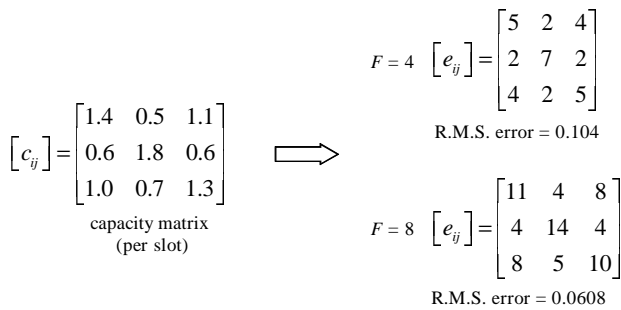 [c_ij] = [1.4 0.5 1.1
0.6 1.8 0.6
1.0 0.7 1.3]
capacity matrix
(per slot)
F = 4 [e_ij] = [5 2 4
2 7 2
4 2 5]
R.M.S. error = 0.104
F = 8 [e_ij] = [11 4 8
4 14 4
8 5 10]
R.M.S. error = 0.0608